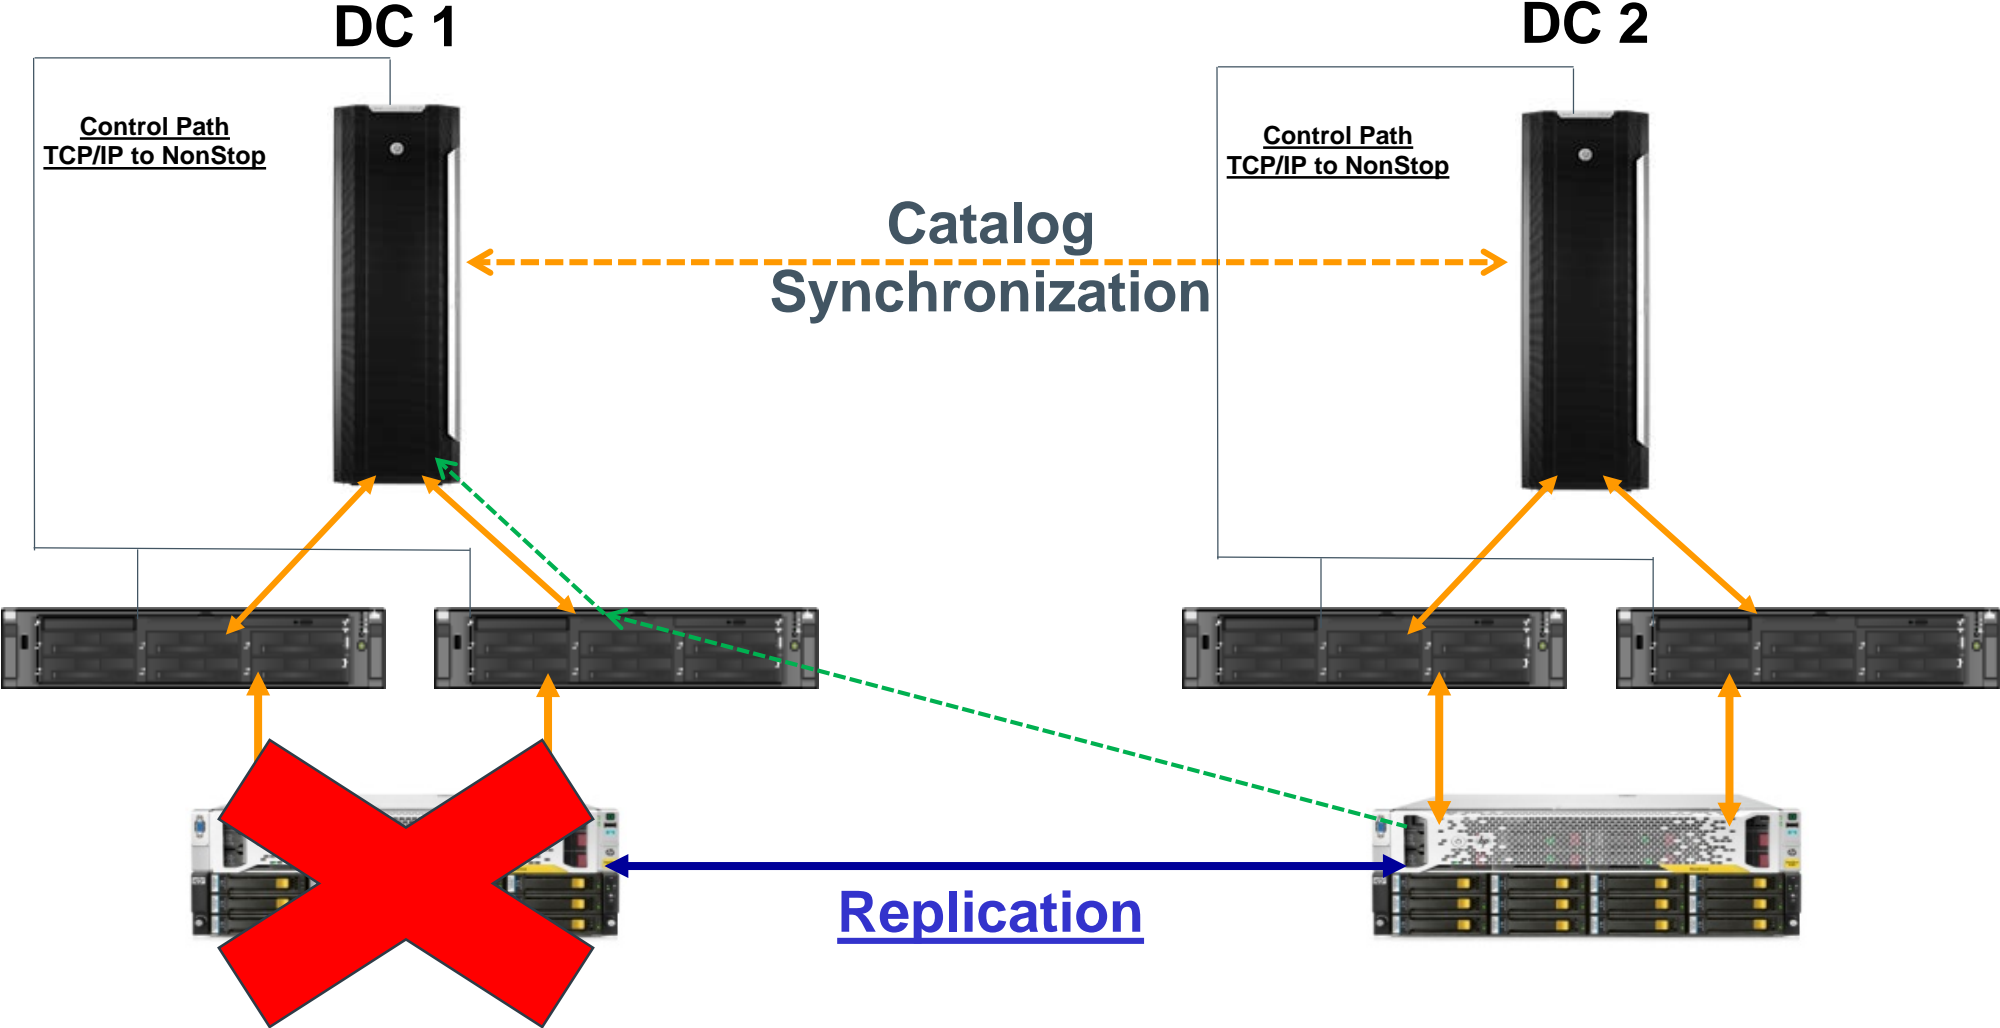 DC 1
DC 2
Control Path
TCP/IP to NonStop
Control Path
TCP/IP to NonStop
Catalog
Synchronization
Replication